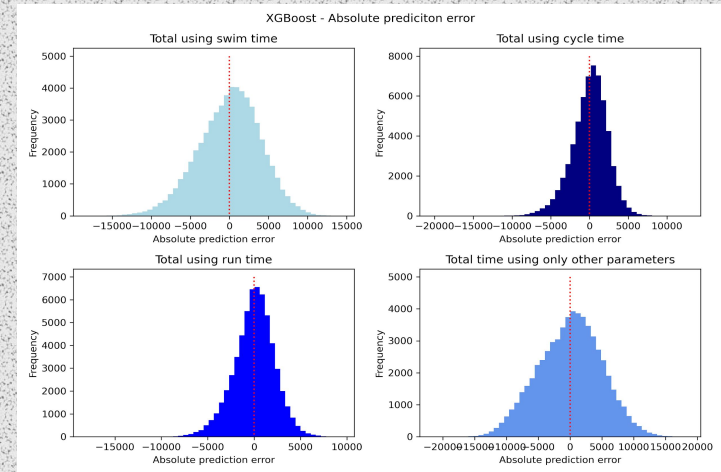 XGBoost - Absolute prediciton error
Total using swim time
5000
4000
3000
2000
1000
0
Frequency
−15000 −10000 −5000 0 5000 10000 15000
Absolute prediction error
Total using cycle time
8000
6000
4000
2000
0
Frequency
−20000 −15000 −10000 −5000 0 5000 10000
Absolute prediction error
Total using run time
7000
6000
5000
4000
3000
2000
1000
0
Frequency
−15000 −10000 −5000 0 5000 10000
Absolute prediction error
Total time using only other parameters
5000
4000
3000
2000
1000
0
Frequency
−20000 −15000 −10000 −5000 0 5000 10000 15000 20000
Absolute prediction error